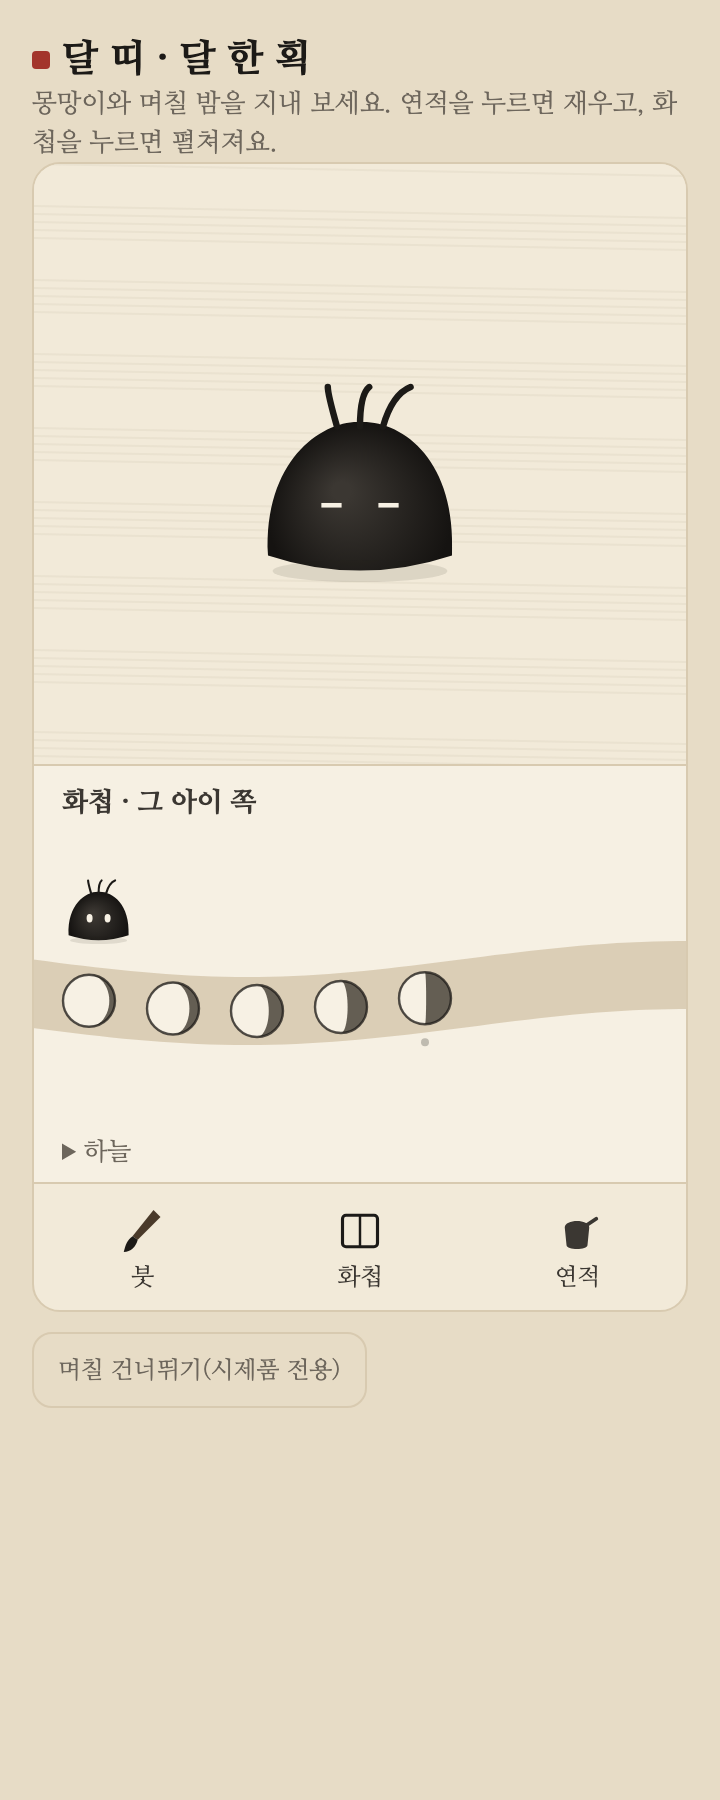 달 띠 · 달 한 획
몽망이와 며칠 밤을 지내 보세요. 연적을 누르면 재우고, 화
첩을 누르면 펼쳐져요.
화첩 · 그 아이 쪽
▶ 하늘
붓
화첩
연적
며칠 건너뛰기(시제품 전용)